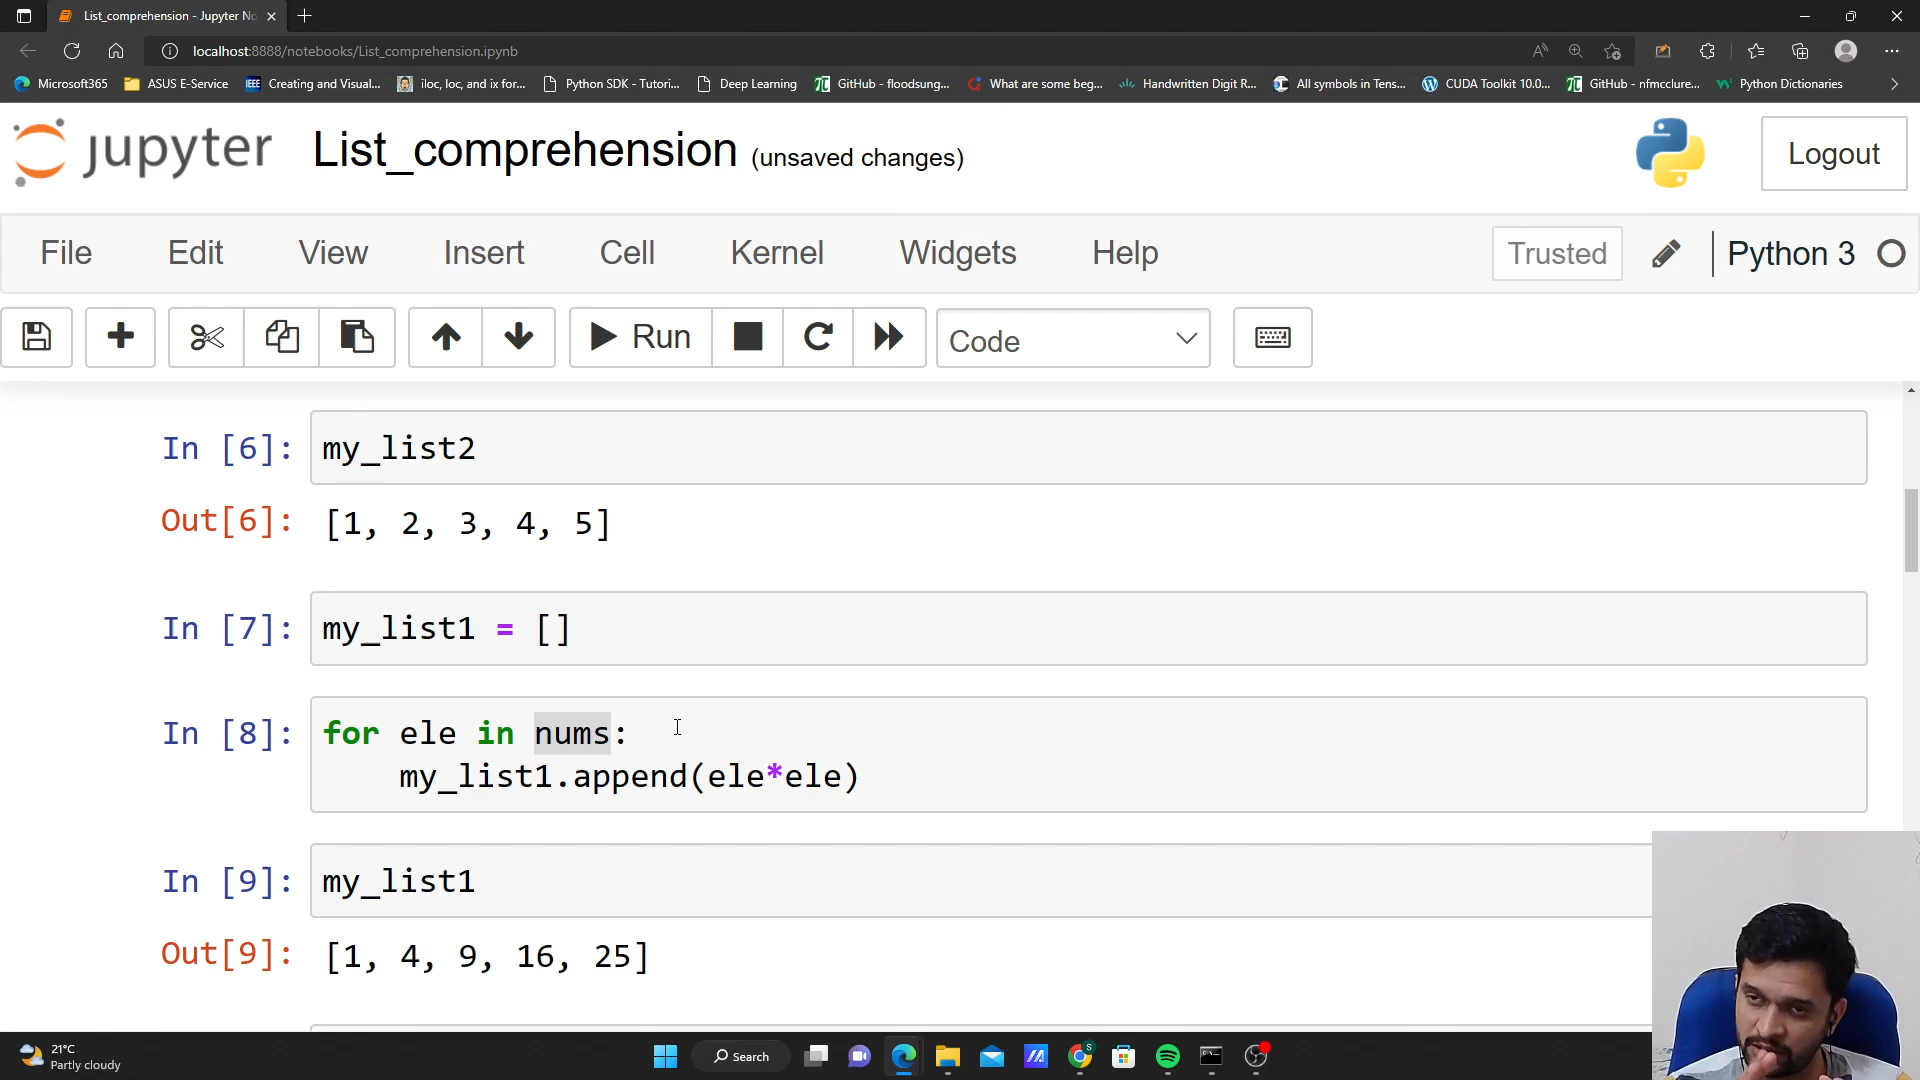 List_comprehension - Jupyter No
localhost:8888/notebooks/List_comprehension.ipynb
Microsoft365
ASUS E-Service
IEEE Creating and Visual...
iloc, loc, and ix for...
Python SDK - Tutori...
Deep Learning
GitHub - floodsung...
What are some beg...
Handwritten Digit R...
All symbols in Tens...
CUDA Toolkit 10.0...
GitHub - nfmcclure...
Python Dictionaries
jupyter List_comprehension (unsaved changes)
Logout
File Edit View Insert Cell Kernel Widgets Help
Trusted
Python 3
Run
Code
In [6]: my_list2
Out[6]: [1, 2, 3, 4, 5]
In [7]: my_list1 = []
In [8]: for ele in nums:
my_list1.append(ele*ele)
In [9]: my_list1
Out[9]: [1, 4, 9, 16, 25]
21°C
Partly cloudy
Search